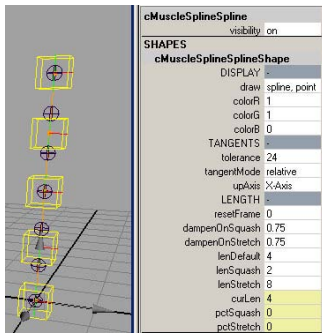 cMuscleSplineSpline
visibility on
SHAPES
cMuscleSplineSplineShape
DISPLAY -
draw spline, point
colorR 1
colorG 1
colorB 0
TANGENTS -
tolerance 24
tangentMode relative
upAxis X-Axis
LENGTH -
resetFrame 0
dampenOnSquash 0.75
dampenOnStretch 0.75
lenDefault 4
lenSquash 2
lenStretch 8
curLen 4
pctSquash 0
pctStretch 0